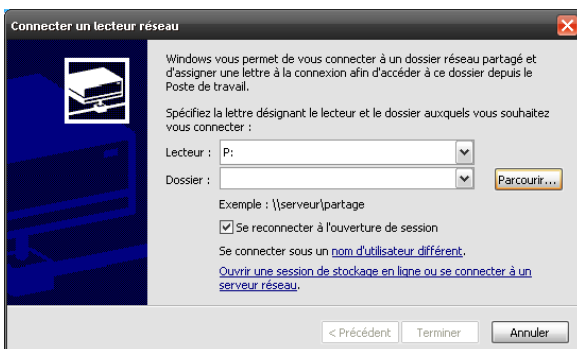 Connecter un lecteur réseau
Windows vous permet de vous connecter à un dossier réseau partagé et
d'assigner une lettre à la connexion afin d'accéder à ce dossier depuis le
Poste de travail.
Spécifiez la lettre désignant le lecteur et le dossier auxquels vous souhaitez
vous connecter :
Lecteur : P:
Dossier : Parcourir...
Exemple : \\serveur\partage
Se reconnecter à l'ouverture de session
Se connecter sous un nom d'utilisateur différent.
Ouvrir une session de stockage en ligne ou se connecter à un
serveur réseau.
< Précédent Terminer Annuler